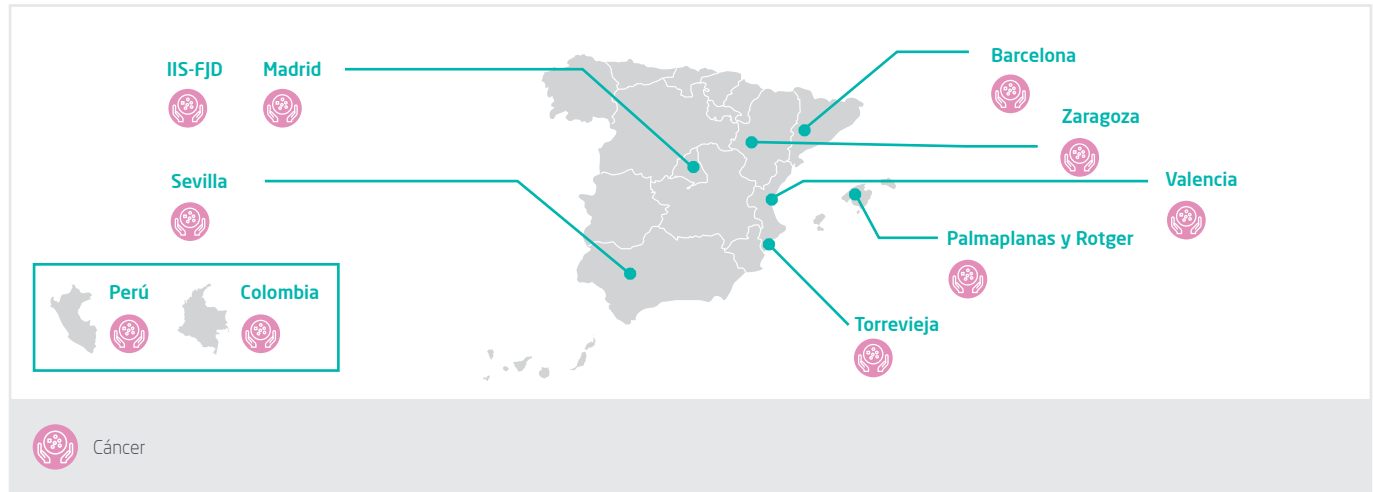 IIS-FJD
Madrid
Barcelona
Zaragoza
Sevilla
Valencia
Palmaplanas y Rotger
Perú
Colombia
Torrevieja
Cáncer